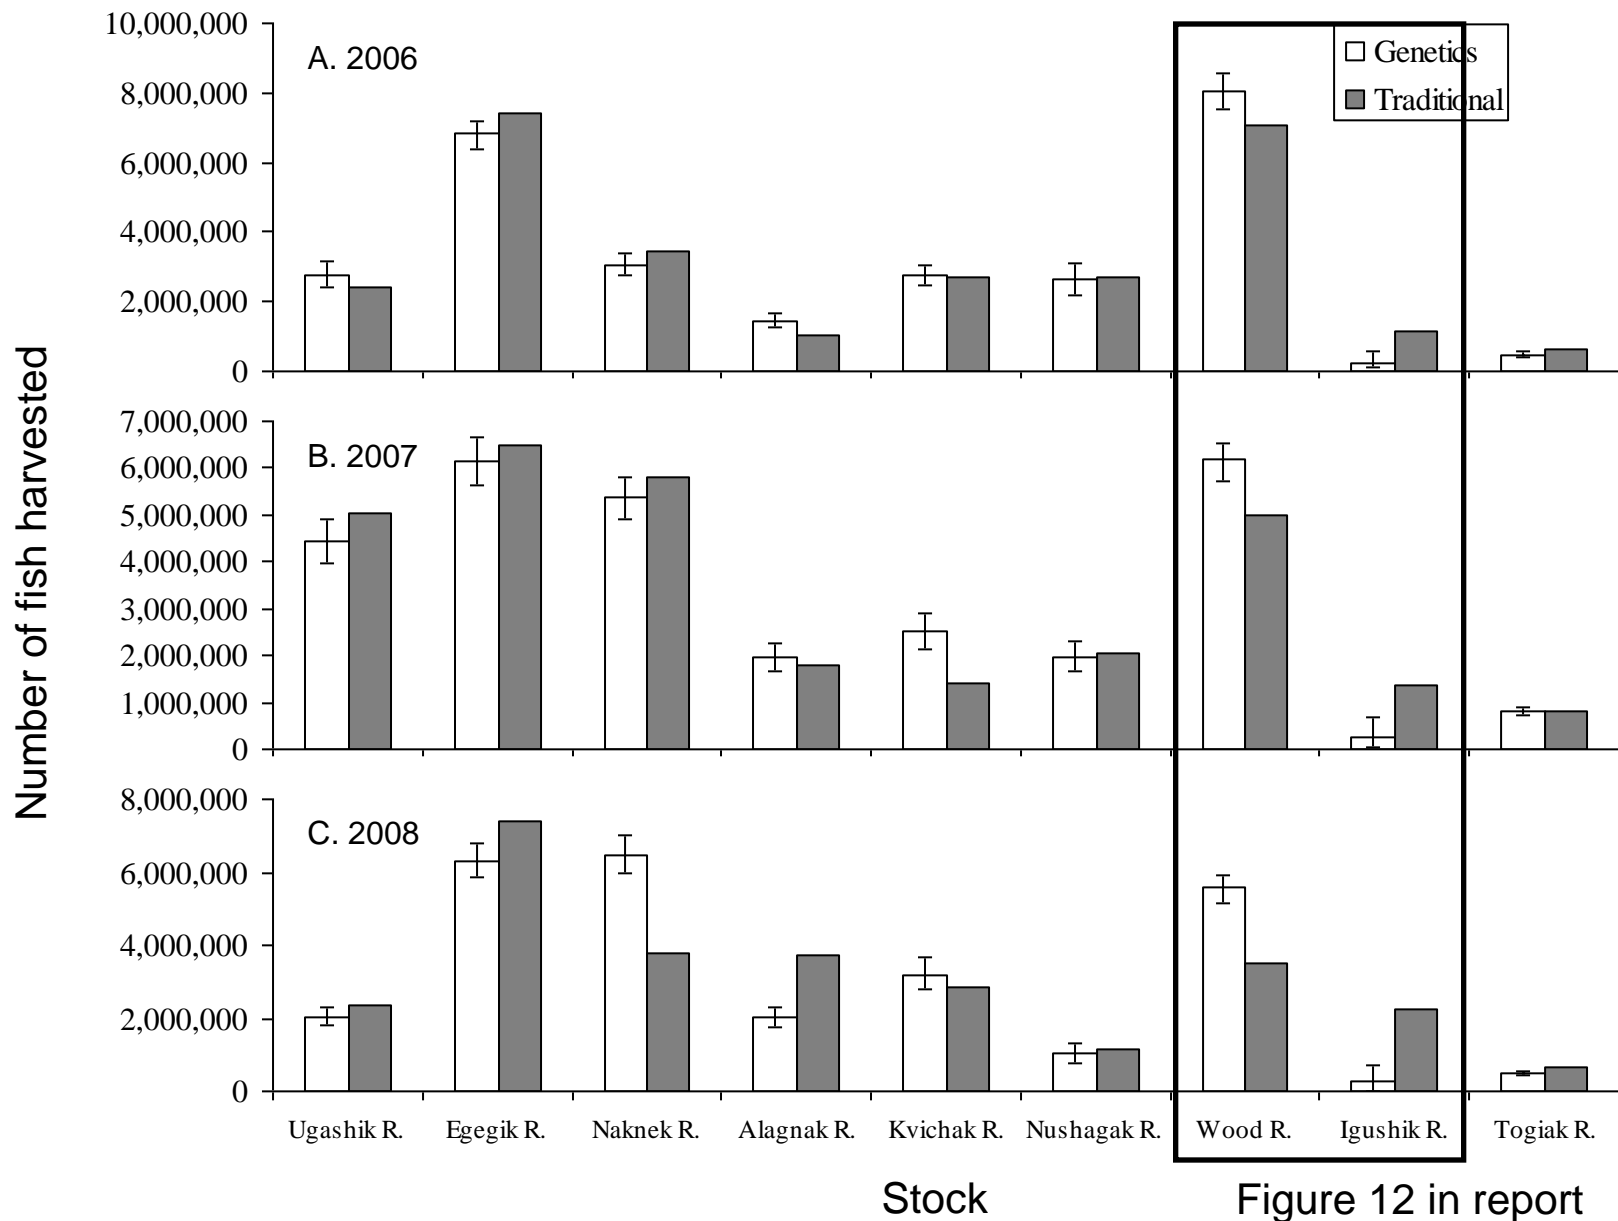 Number of fish harvested
10,000,000
8,000,000
6,000,000
4,000,000
2,000,000
0
A. 2006
Genetics
Traditional
7,000,000
6,000,000
5,000,000
4,000,000
3,000,000
2,000,000
1,000,000
0
B. 2007
8,000,000
6,000,000
4,000,000
2,000,000
0
C. 2008
Ugashik R. Egegik R. Naknek R. Alagnak R. Kvichak R. Nushagak R. Wood R. Igushik R. Togiak R.
Stock
Figure 12 in report